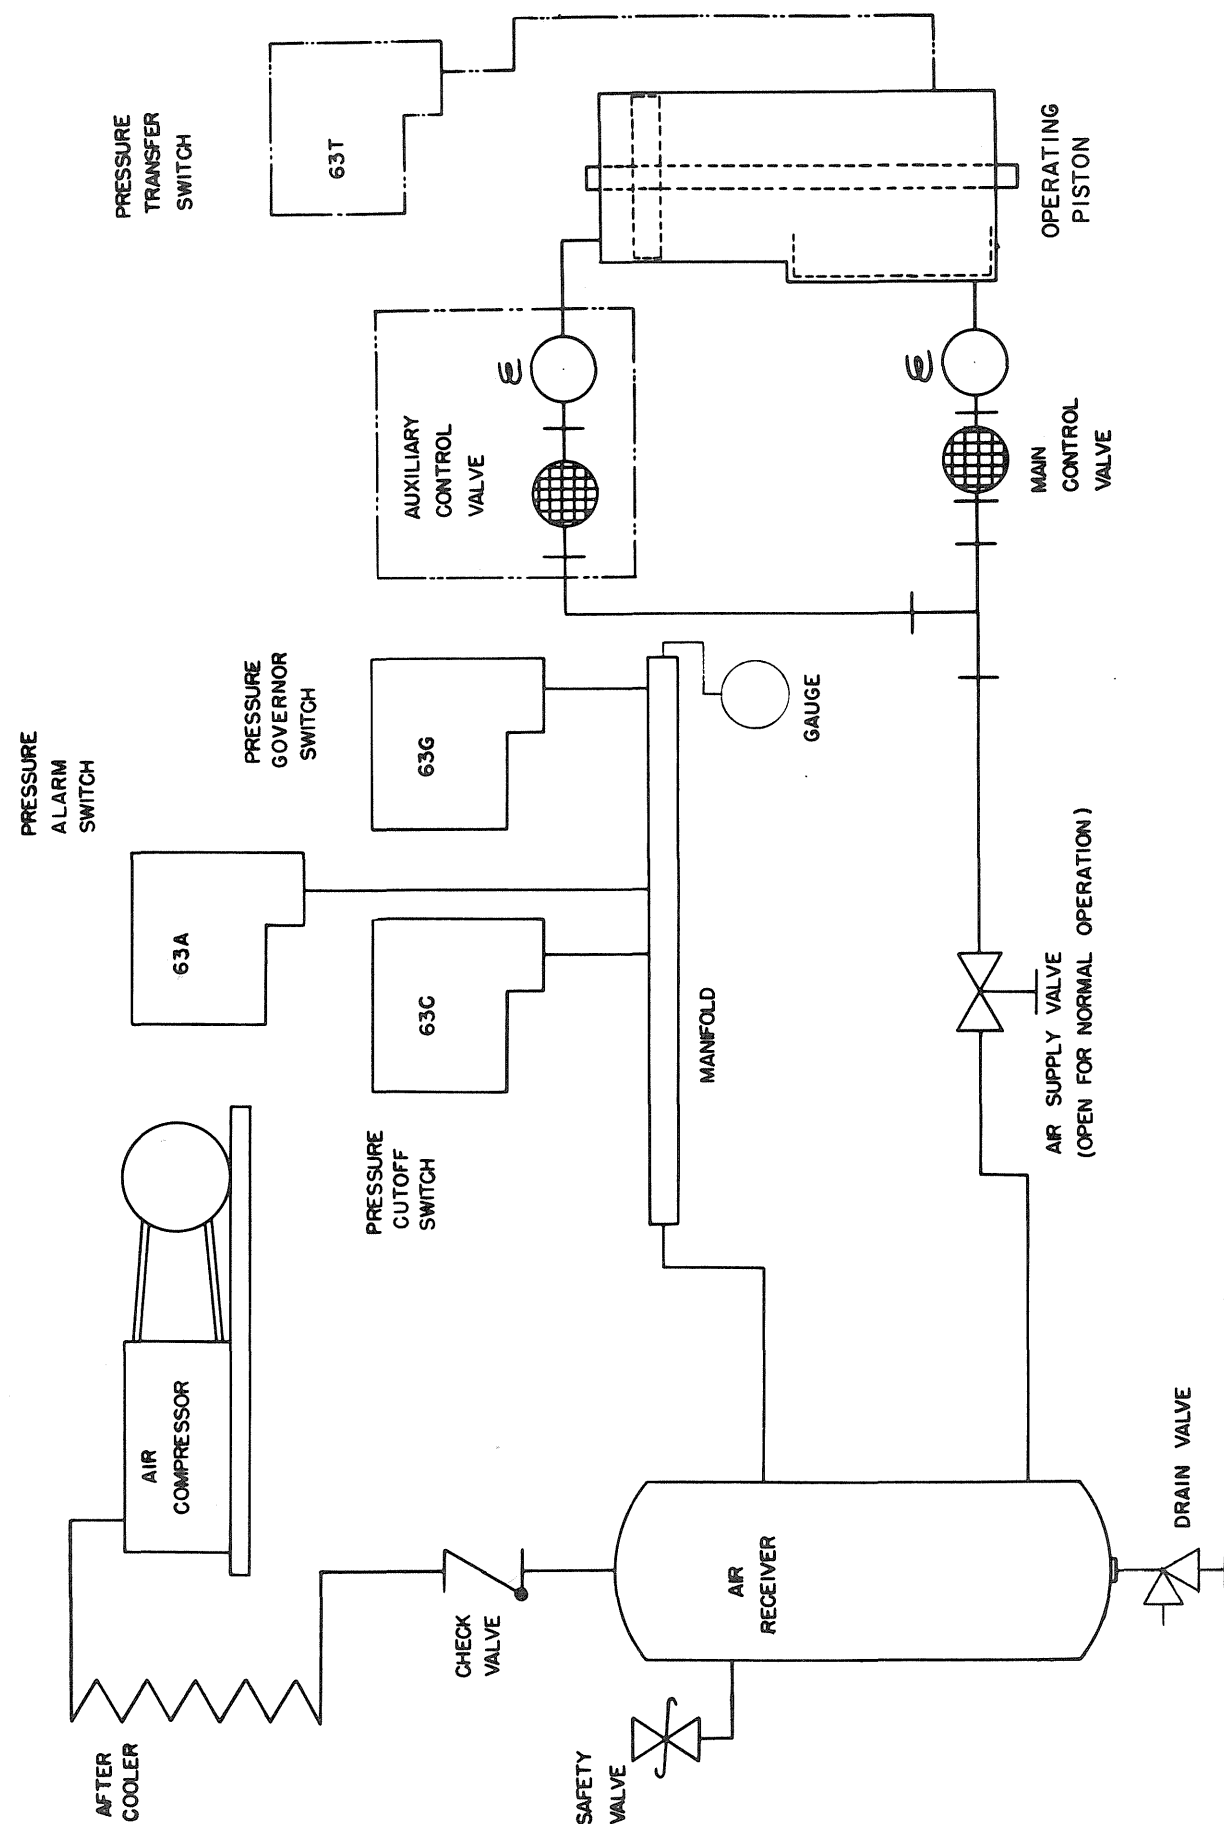 AFTER
COOLER
AIR
COMPRESSOR
PRESSURE
ALARM
SWITCH
63A
PRESSURE
GOVERNOR
SWITCH
63G
PRESSURE
TRANSFER
SWITCH
63T
PRESSURE
CUTOFF
SWITCH
63C
AUXILIARY
CONTROL
VALVE
E
CHECK
VALVE
SAFETY
VALVE
AIR
RECEIVER
MANIFOLD
GAUGE
E
MAIN
CONTROL
VALVE
OPERATING
PISTON
AIR SUPPLY VALVE
(OPEN FOR NORMAL OPERATION)
DRAIN VALVE